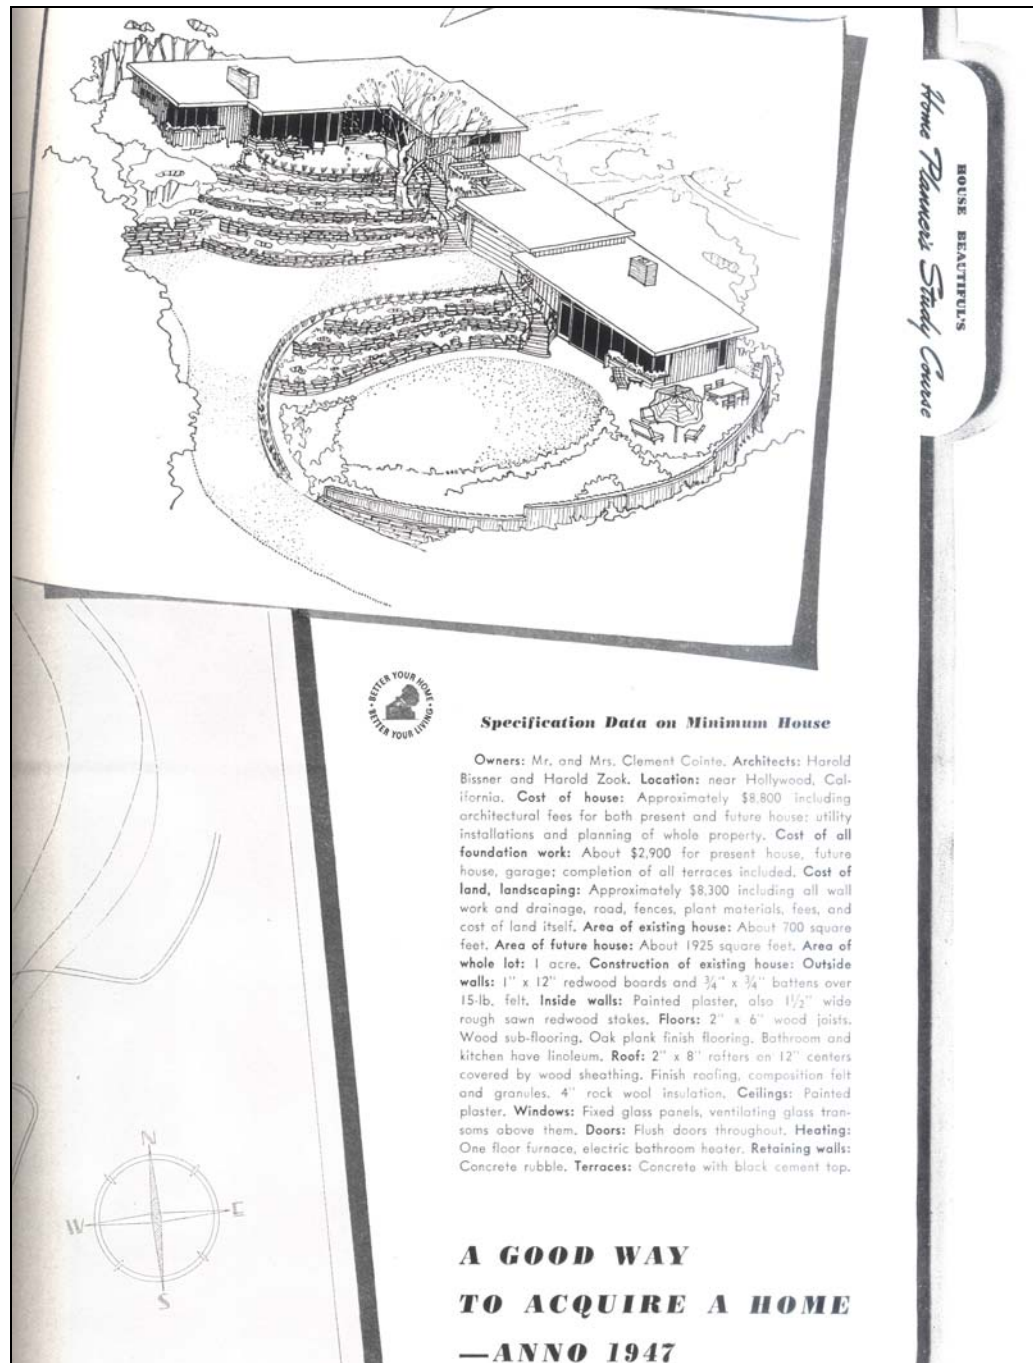 HOUSE BEAUTIFUL'S
Home Planner's Study Course
BETTER YOUR HOME • BETTER YOUR LIVING •
Specification Data on Minimum House
Owners: Mr. and Mrs. Clement Cointe. Architects: Harold
Bissner and Harold Zook. Location: near Hollywood, Cal-
ifornia. Cost of house: Approximately $8,800 including
architectural fees for both present and future house; utility
installations and planning of whole property. Cost of all
foundation work: About $2,900 for present house, future
house, garage; completion of all terraces included. Cost of
land, landscaping: Approximately $8,300 including all wall
work and drainage, road, fences, plant materials, fees, and
cost of land itself. Area of existing house: About 700 square
feet. Area of future house: About 1925 square feet. Area of
whole lot: 1 acre. Construction of existing house: Outside
walls: 1" x 12" redwood boards and ¾" x ¾" battens over
15-lb. felt. Inside walls: Painted plaster, also 1½" wide
rough sawn redwood stakes. Floors: 2" x 6" wood joists.
Wood sub-flooring. Oak plank finish flooring. Bathroom and
kitchen have linoleum. Roof: 2" x 8" rafters on 12" centers
covered by wood sheathing. Finish roofing, composition felt
and granules. 4" rock wool insulation. Ceilings: Painted
plaster. Windows: Fixed glass panels, ventilating glass tran-
soms above them. Doors: Flush doors throughout. Heating:
One floor furnace, electric bathroom heater. Retaining walls:
Concrete rubble. Terraces: Concrete with black cement top.
N
W E
S
A GOOD WAY
TO ACQUIRE A HOME
—ANNO 1947